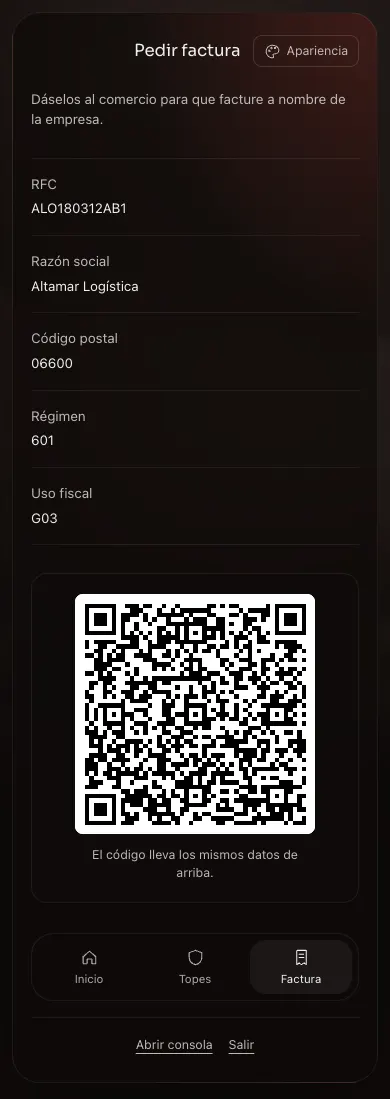 Pedir factura
Apariencia
Dáselos al comercio para que facture a nombre de
la empresa.
RFC
ALO180312AB1
Razón social
Altamar Logística
Código postal
06600
Régimen
601
Uso fiscal
G03
El código lleva los mismos datos de
arriba.
Inicio
Topes
Factura
Abrir consola
Salir